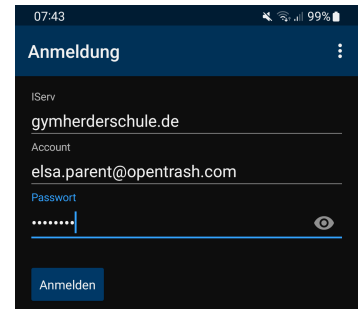 07:43 99%
Anmeldung
IServ
gymherderschule.de
Account
elsa.parent@opentrash.com
Passwort
••••••••
Anmelden